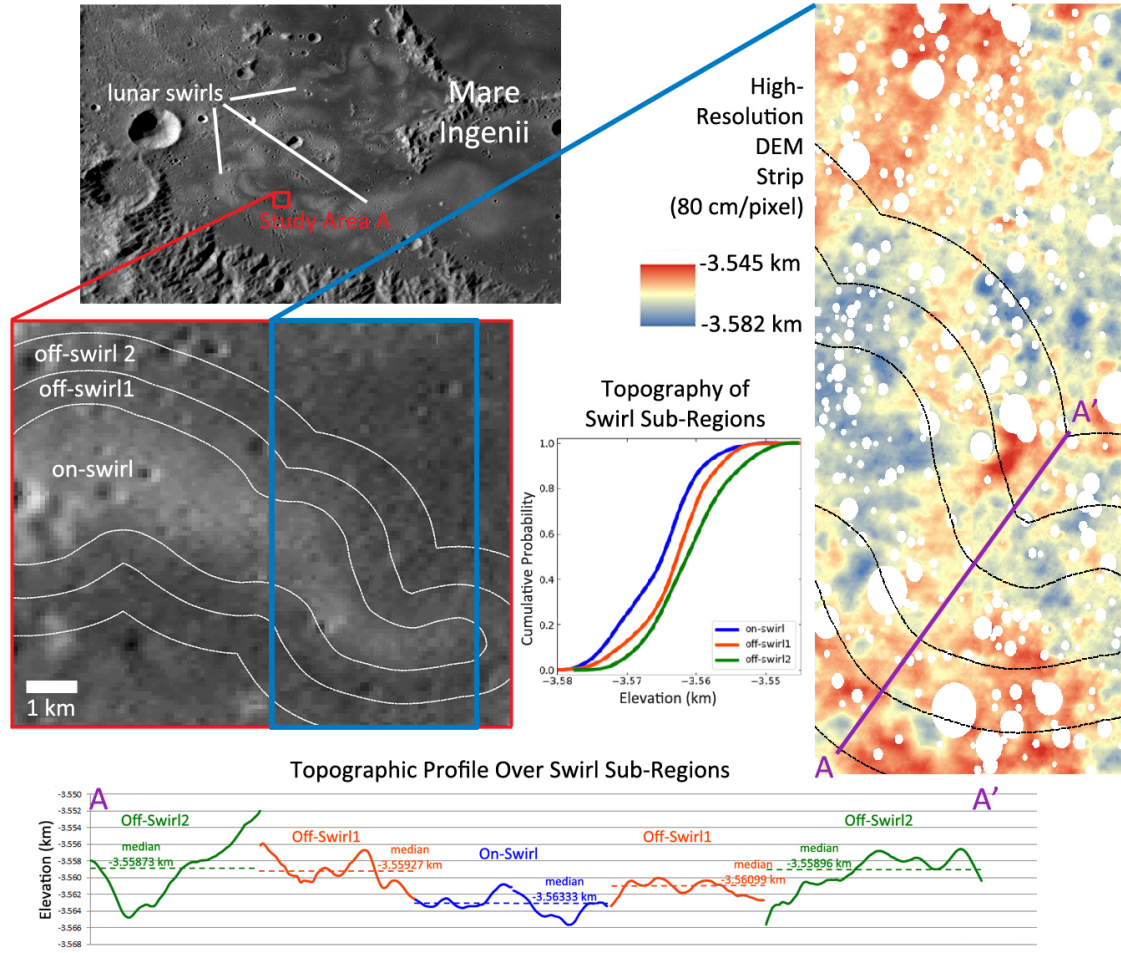 lunar swirls
Mare
Ingenii
Study Area A
off-swirl 2
off-swirl1
on-swirl
1 km
High-
Resolution
DEM
Strip
(80 cm/pixel)
-3.545 km
-3.582 km
A'
A
Topography of
Swirl Sub-Regions
Cumulative Probability
1.0
0.8
0.6
0.4
0.2
0.0
on-swirl
off-swirl1
off-swirl2
−3.58
−3.57
−3.56
−3.55
Elevation (km)
Topographic Profile Over Swirl Sub-Regions
Elevation (km)
-3.550
-3.552
-3.554
-3.556
-3.558
-3.560
-3.562
-3.564
-3.566
-3.568
A
Off-Swirl2
median
-3.55873 km
Off-Swirl1
median
-3.55927 km
On-Swirl
median
-3.56333 km
Off-Swirl1
median
-3.56099 km
Off-Swirl2
median
-3.55896 km
A'